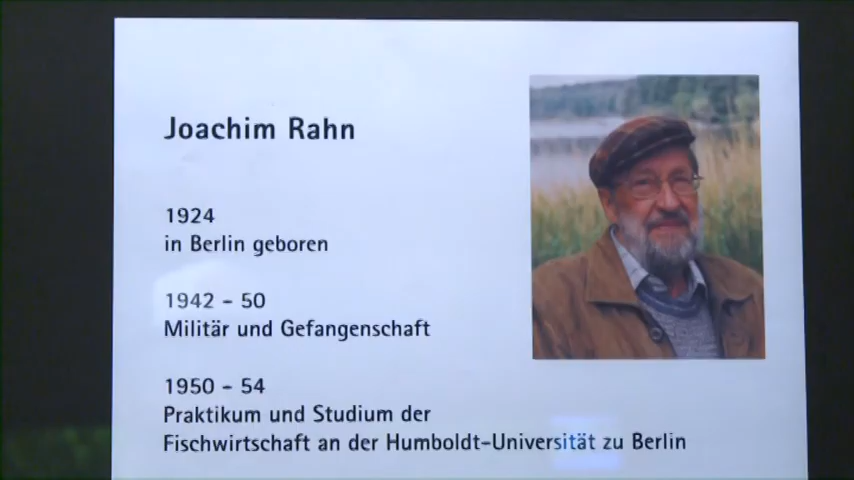 Joachim Rahn
1924
in Berlin geboren
1942 - 50
Militär und Gefangenschaft
1950 - 54
Praktikum und Studium der
Fischwirtschaft an der Humboldt-Universität zu Berlin